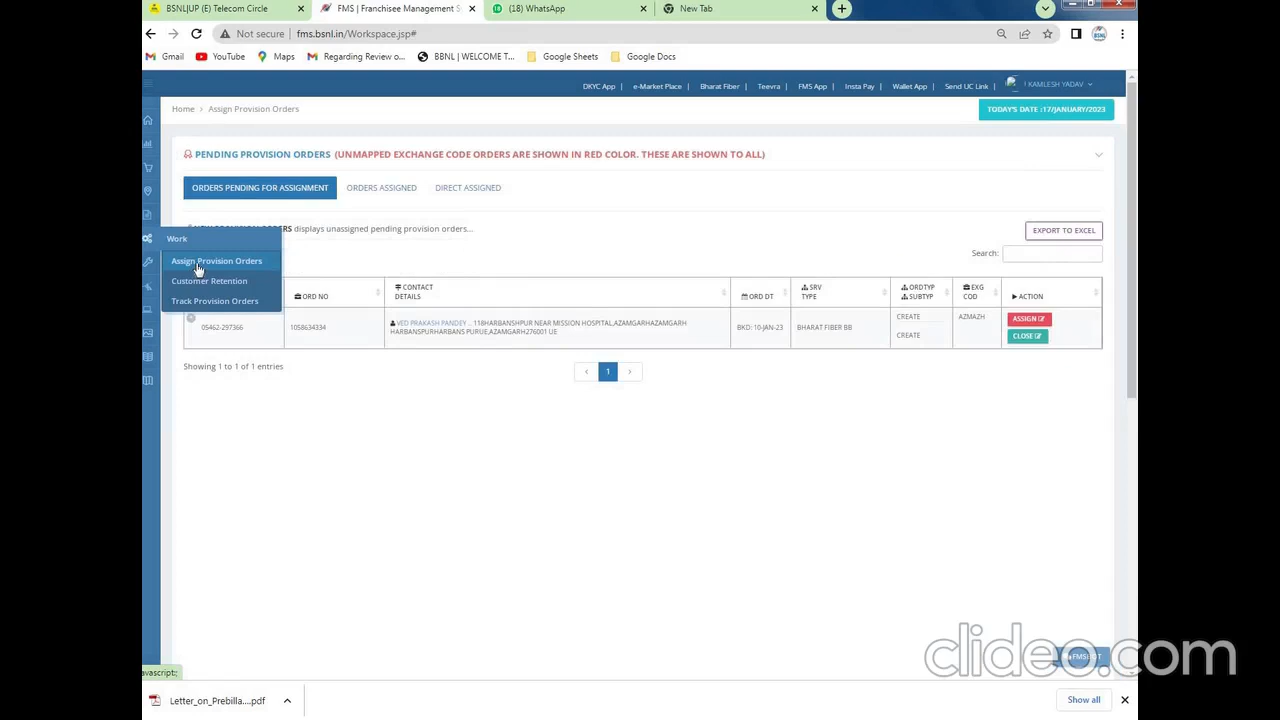 BSNL|UP (E) Telecom Circle
FMS | Franchisee Management S
(18) WhatsApp
New Tab
Not secure
fms.bsnl.in/Workspace.jsp#
Gmail
YouTube
Maps
Regarding Review o...
BBNL | WELCOME T...
Google Sheets
Google Docs
DKYC App |
e-Market Place |
Bharat Fiber |
Teevra |
FMS App |
Insta Pay |
Wallet App |
Send UC Link |
KAMLESH YADAV
Home > Assign Provision Orders
TODAY'S DATE :17/JANUARY/2023
PENDING PROVISION ORDERS (UNMAPPED EXCHANGE CODE ORDERS ARE SHOWN IN RED COLOR. THESE ARE SHOWN TO ALL)
ORDERS PENDING FOR ASSIGNMENT
ORDERS ASSIGNED
DIRECT ASSIGNED
displays unassigned pending provision orders...
EXPORT TO EXCEL
Work
Search:
Assign Provision Orders
Customer Retention
Track Provision Orders
ORD NO
CONTACT
DETAILS
ORD DT
SRV
TYPE
ORDTYP
SUBTYP
EXG
COD
ACTION
05462-297366
1058634334
VED PRAKASH PANDEY .. 118HARBANSHPUR NEAR MISSION HOSPITAL,AZAMGARHAZAMGARH
HARBANSPURHARBANS PURUE,AZAMGARH276001 UE
BKD: 10-JAN-23
BHARAT FIBER BB
CREATE
CREATE
AZMAZH
ASSIGN
CLOSE
Showing 1 to 1 of 1 entries
1
FMSBOT
clideo.com
avascript:;
Letter_on_Prebilla....pdf
Show all